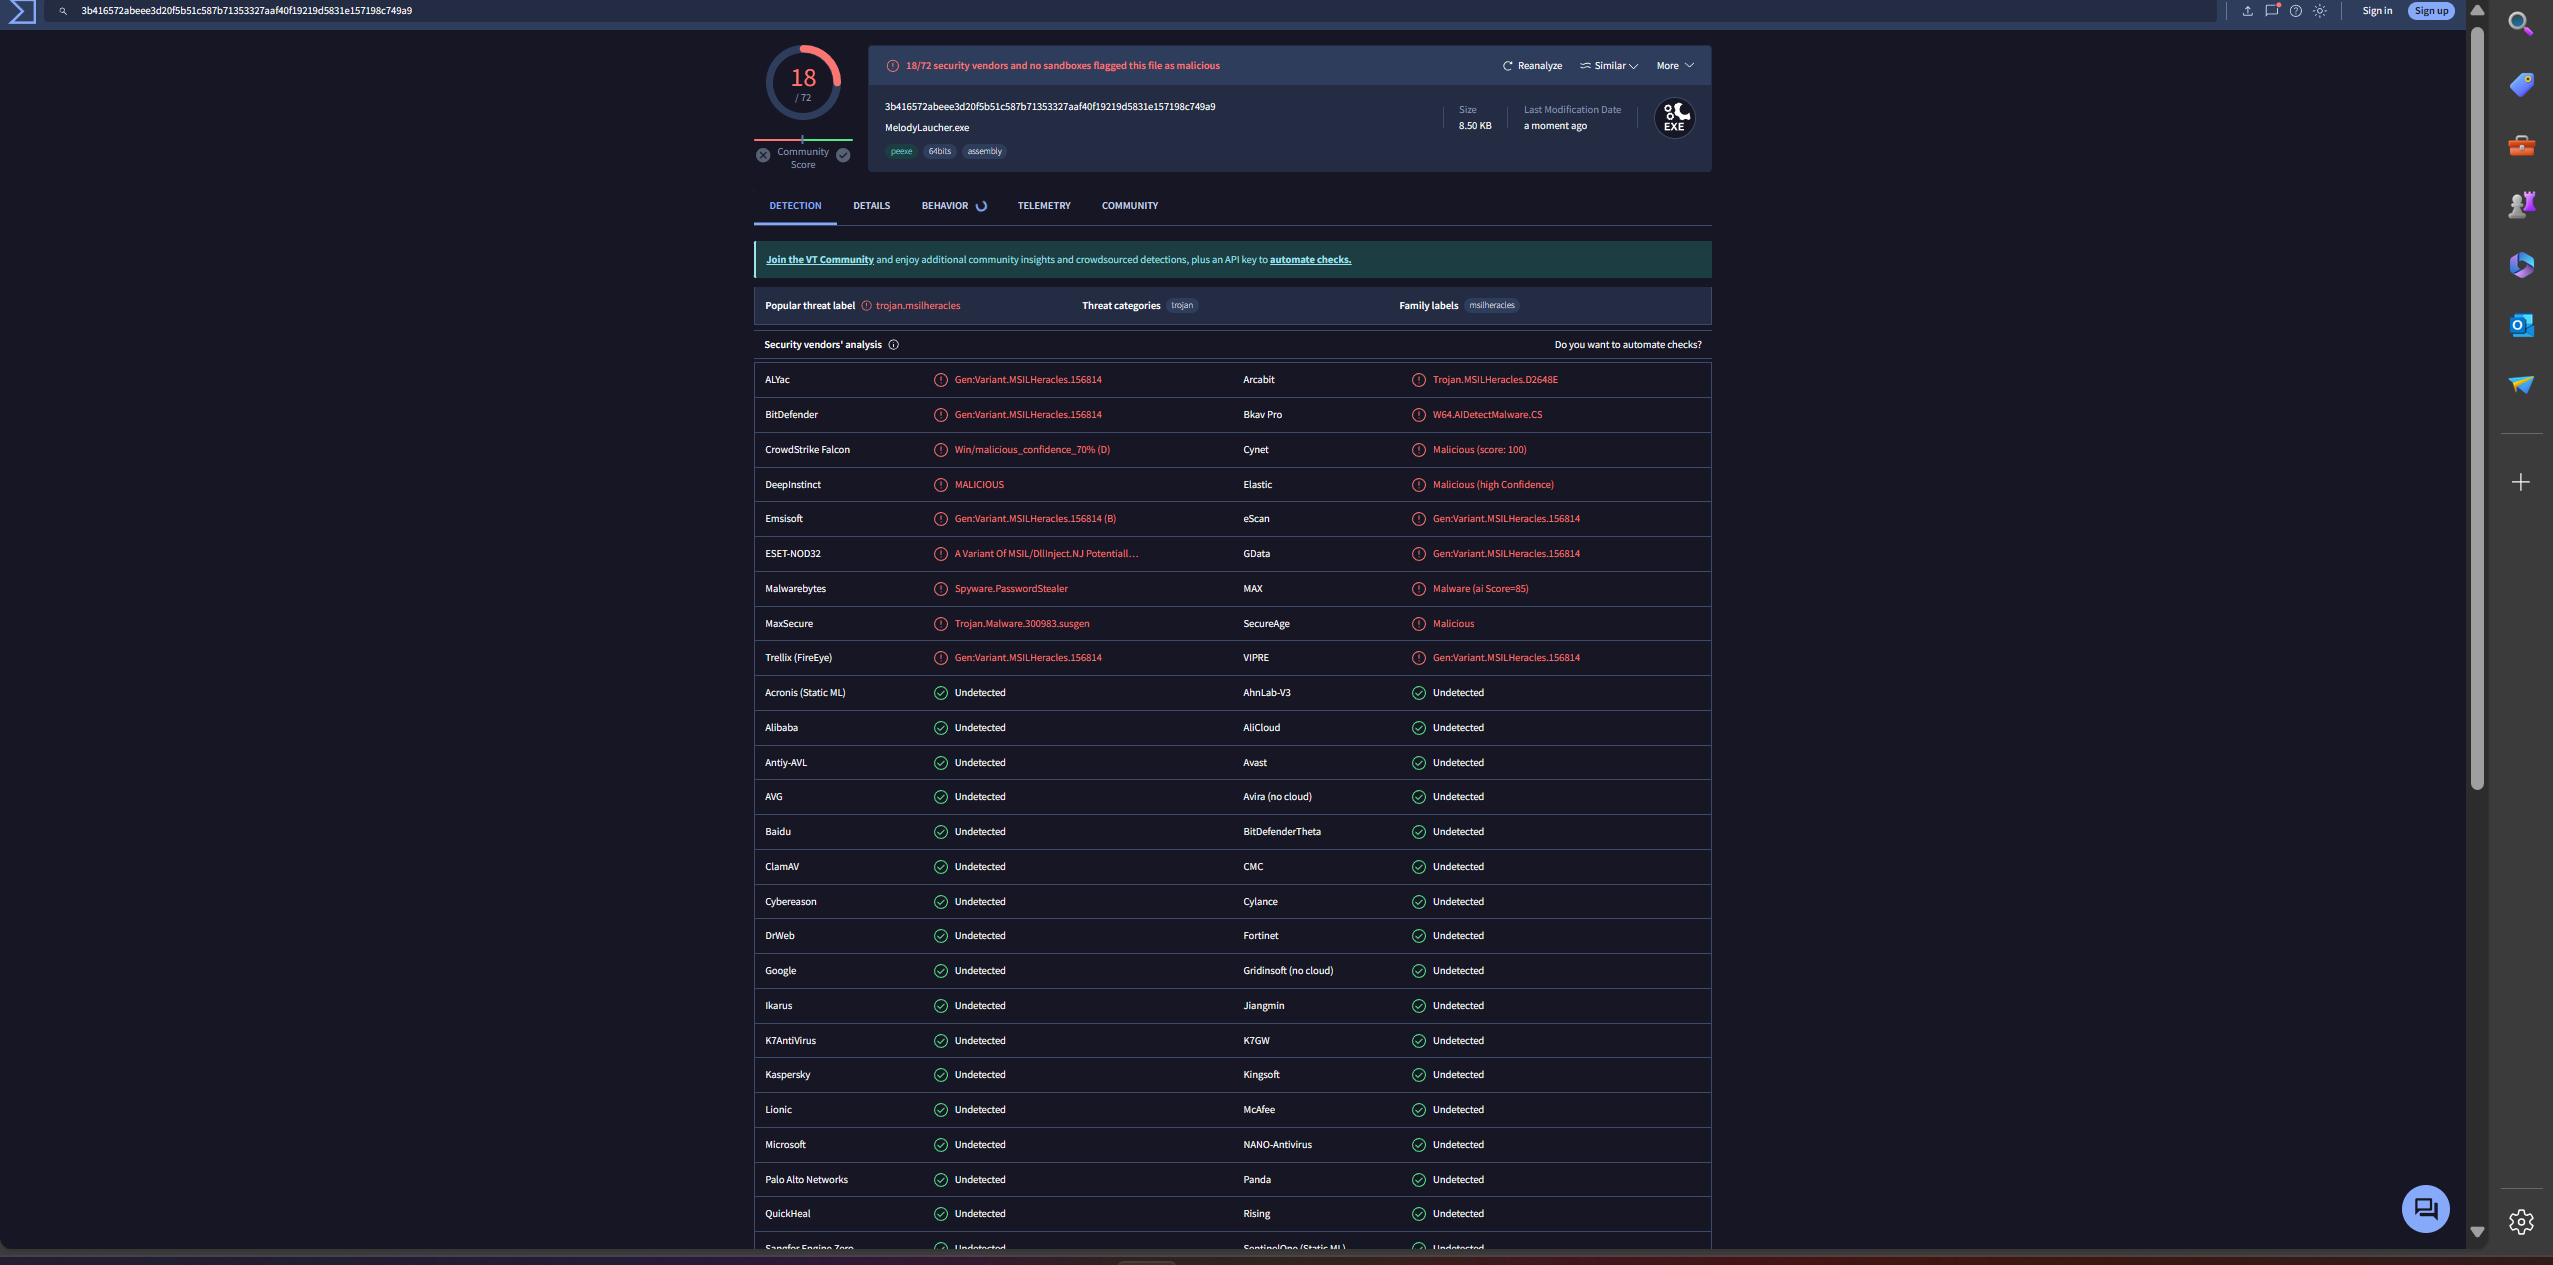 3b416572abeee3d20f5b51c587b71353327aaf40f19219d5831e157198c749a9
Sign in
Sign up
18
/ 72
Community
Score
18/72 security vendors and no sandboxes flagged this file as malicious
Reanalyze
Similar
More
3b416572abeee3d20f5b51c587b71353327aaf40f19219d5831e157198c749a9
MelodyLaucher.exe
peexe
64bits
assembly
Size
8.50 KB
Last Modification Date
a moment ago
EXE
DETECTION
DETAILS
BEHAVIOR
TELEMETRY
COMMUNITY
Join the VT Community and enjoy additional community insights and crowdsourced detections, plus an API key to automate checks.
Popular threat label trojan.msilheracles
Threat categories trojan
Family labels msilheracles
Security vendors' analysis
Do you want to automate checks?
ALYac Gen:Variant.MSILHeracles.156814 Arcabit Trojan.MSILHeracles.D2648E
BitDefender Gen:Variant.MSILHeracles.156814 Bkav Pro W64.AIDetectMalware.CS
CrowdStrike Falcon Win/malicious_confidence_70% (D) Cynet Malicious (score: 100)
DeepInstinct MALICIOUS Elastic Malicious (high Confidence)
Emsisoft Gen:Variant.MSILHeracles.156814 (B) eScan Gen:Variant.MSILHeracles.156814
ESET-NOD32 A Variant Of MSIL/DllInject.NJ Potentiall... GData Gen:Variant.MSILHeracles.156814
Malwarebytes Spyware.PasswordStealer MAX Malware (ai Score=85)
MaxSecure Trojan.Malware.300983.susgen SecureAge Malicious
Trellix (FireEye) Gen:Variant.MSILHeracles.156814 VIPRE Gen:Variant.MSILHeracles.156814
Acronis (Static ML) Undetected AhnLab-V3 Undetected
Alibaba Undetected AliCloud Undetected
Antiy-AVL Undetected Avast Undetected
AVG Undetected Avira (no cloud) Undetected
Baidu Undetected BitDefenderTheta Undetected
ClamAV Undetected CMC Undetected
Cybereason Undetected Cylance Undetected
DrWeb Undetected Fortinet Undetected
Google Undetected Gridinsoft (no cloud) Undetected
Ikarus Undetected Jiangmin Undetected
K7AntiVirus Undetected K7GW Undetected
Kaspersky Undetected Kingsoft Undetected
Lionic Undetected McAfee Undetected
Microsoft Undetected NANO-Antivirus Undetected
Palo Alto Networks Undetected Panda Undetected
QuickHeal Undetected Rising Undetected
Sangfor Engine Zero Undetected SentinelOne (Static ML) Undetected